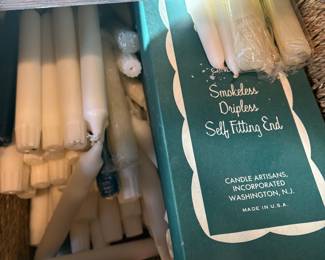 Smokeless
Dripless
Self Fitting End
CANDLE ARTISANS,
INCORPORATED
WASHINGTON, N.J.
MADE IN U.S.A.